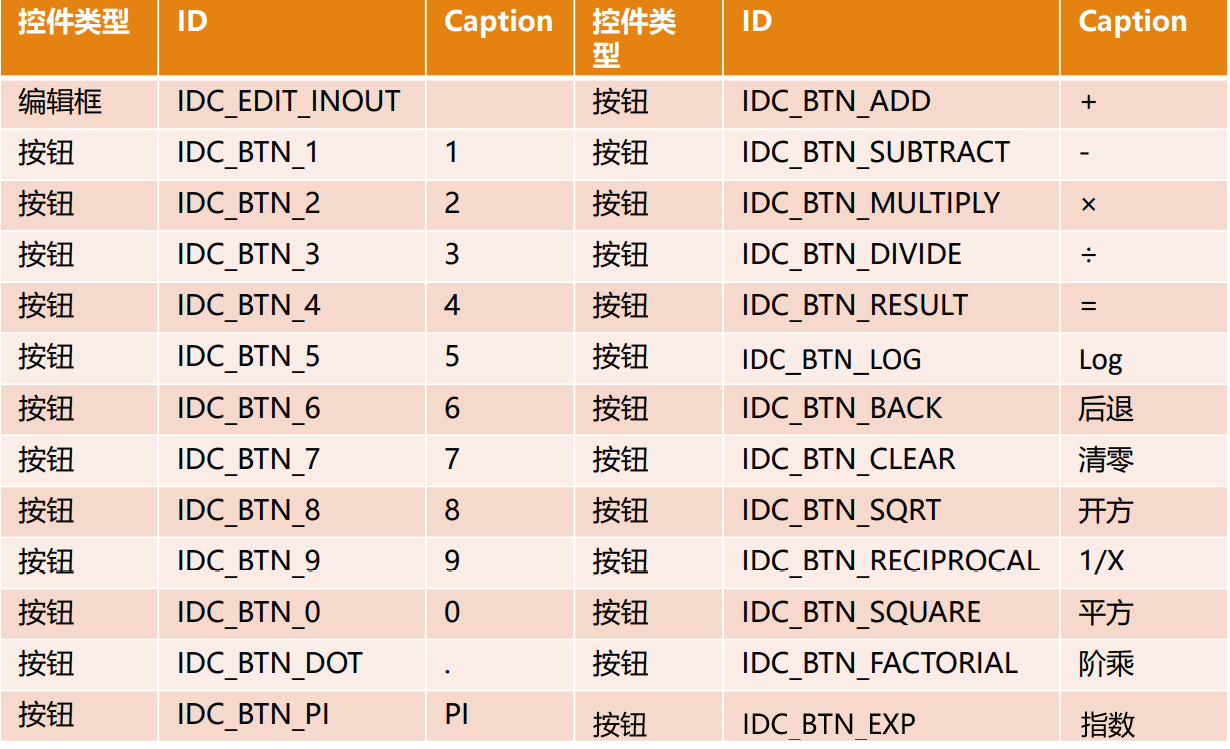 控件类型 ID Caption 控件类型 ID Caption
编辑框 IDC_EDIT_INOUT 按钮 IDC_BTN_ADD +
按钮 IDC_BTN_1 1 按钮 IDC_BTN_SUBTRACT -
按钮 IDC_BTN_2 2 按钮 IDC_BTN_MULTIPLY ×
按钮 IDC_BTN_3 3 按钮 IDC_BTN_DIVIDE ÷
按钮 IDC_BTN_4 4 按钮 IDC_BTN_RESULT =
按钮 IDC_BTN_5 5 按钮 IDC_BTN_LOG Log
按钮 IDC_BTN_6 6 按钮 IDC_BTN_BACK 后退
按钮 IDC_BTN_7 7 按钮 IDC_BTN_CLEAR 清零
按钮 IDC_BTN_8 8 按钮 IDC_BTN_SQRT 开方
按钮 IDC_BTN_9 9 按钮 IDC_BTN_RECIPROCAL 1/X
按钮 IDC_BTN_0 0 按钮 IDC_BTN_SQUARE 平方
按钮 IDC_BTN_DOT . 按钮 IDC_BTN_FACTORIAL 阶乘
按钮 IDC_BTN_PI PI 按钮 IDC_BTN_EXP 指数